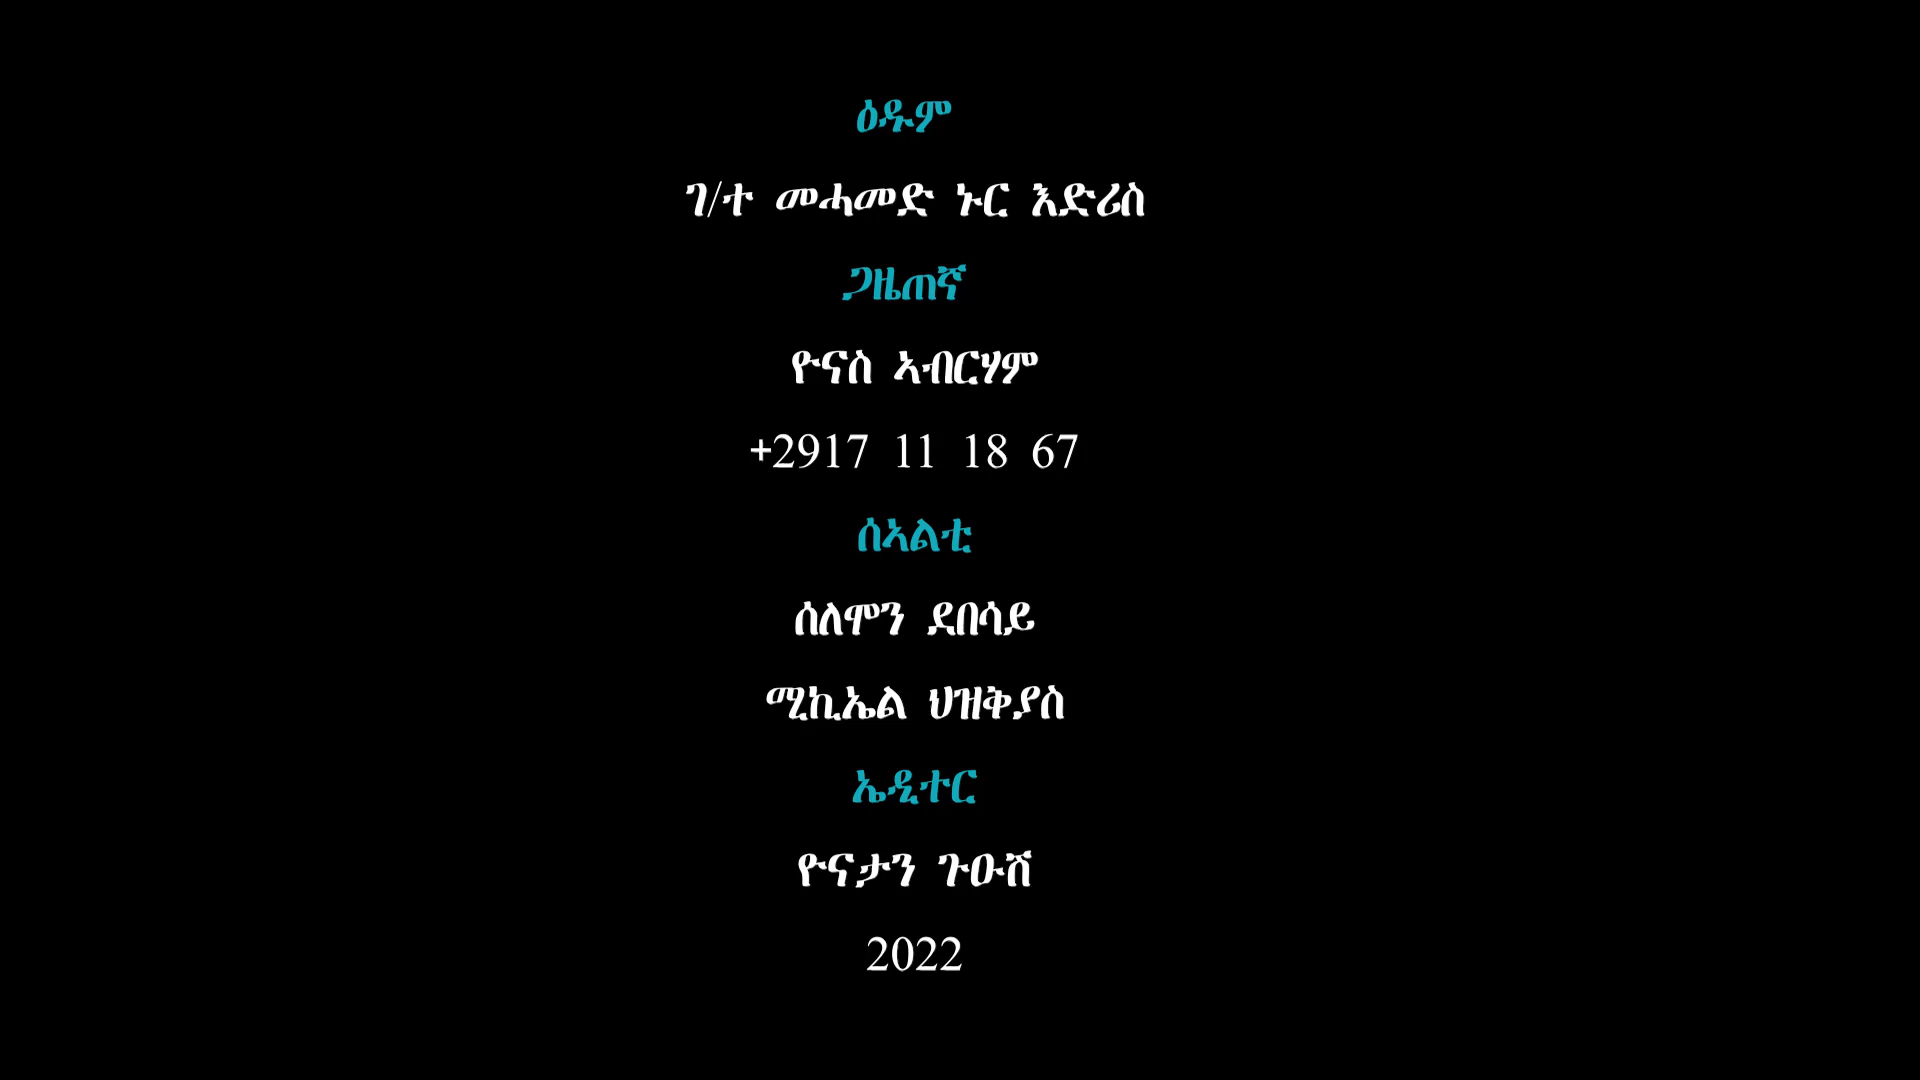 ዕዱም
ገ/ተ መሓመድ ኑር እድሪስ
ጋዜጠኛ
ዮናስ ኣብርሃም
+2917 11 18 67
ሰኣልቲ
ሰለሞን ደበሳይ
ሚኪኤል ህዝቅያስ
ኤዲተር
ዮናታን ጉዑሽ
2022